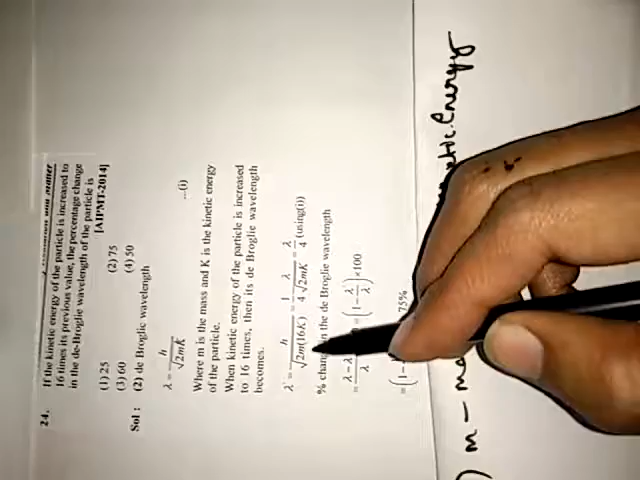 24. If the kinetic energy of the particle is increased to
16 times its previous value, the percentage change
in the de-Broglie wavelength of the particle is
[AIPMT-2014]
(1) 25 (2) 75
(3) 60 (4) 50
Sol : (2) de Broglie wavelength
λ = h / √2mK ...(i)
Where m is the mass and K is the kinetic energy
of the particle.
When kinetic energy of the particle is increased
to 16 times, then its de Broglie wavelength
becomes.
λ' = h / √2m(16K) = 1/4 λ / √2mK = λ/4 (using(i))
% chang in the de Broglie wavelength
= (1 - λ'/λ) ×100
= (1- 75%
m - Energy